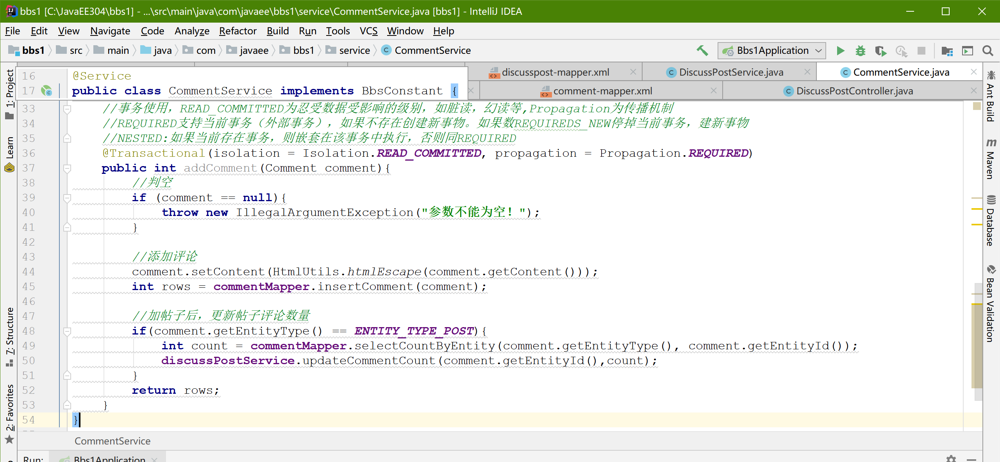 bbs1 [C:\JavaEE304\bbs1] - ...\src\main\java\com\javaee\bbs1\service\CommentService.java [bbs1] - IntelliJ IDEA
File Edit View Navigate Code Analyze Refactor Build Run Tools VCS Window Help
bbs1 src main java com javaee bbs1 service CommentService Bbs1Application
discusspost-mapper.xml DiscussPostService.java CommentService.java
comment-mapper.xml DiscussPostController.java
1: Project
Learn
7: Structure
2: Favorites
16 @Service
17 public class CommentService implements BbsConstant {
33 //事务使用，READ_COMMITTED为忍受数据受影响的级别，如脏读，幻读等,Propagation为传播机制
34 //REQUIRED支持当前事务（外部事务），如果不存在创建新事物。如果数REQUIREDS_NEW停掉当前事务，建新事物
35 //NESTED:如果当前存在事务，则嵌套在该事务中执行，否则同REQUIRED
36 @Transactional(isolation = Isolation.READ_COMMITTED, propagation = Propagation.REQUIRED)
37 public int addComment(Comment comment){
38 //判空
39 if (comment == null){
40 throw new IllegalArgumentException("参数不能为空！");
41 }
42
43 //添加评论
44 comment.setContent(HtmlUtils.htmlEscape(comment.getContent()));
45 int rows = commentMapper.insertComment(comment);
46
47 //加帖子后，更新帖子评论数量
48 if(comment.getEntityType() == ENTITY_TYPE_POST){
49 int count = commentMapper.selectCountByEntity(comment.getEntityType(), comment.getEntityId());
50 discussPostService.updateCommentCount(comment.getEntityId(),count);
51 }
52 return rows;
53 }
54 }
Ant Build
Maven
Database
Bean Validation
CommentService
Run: Bbs1Application